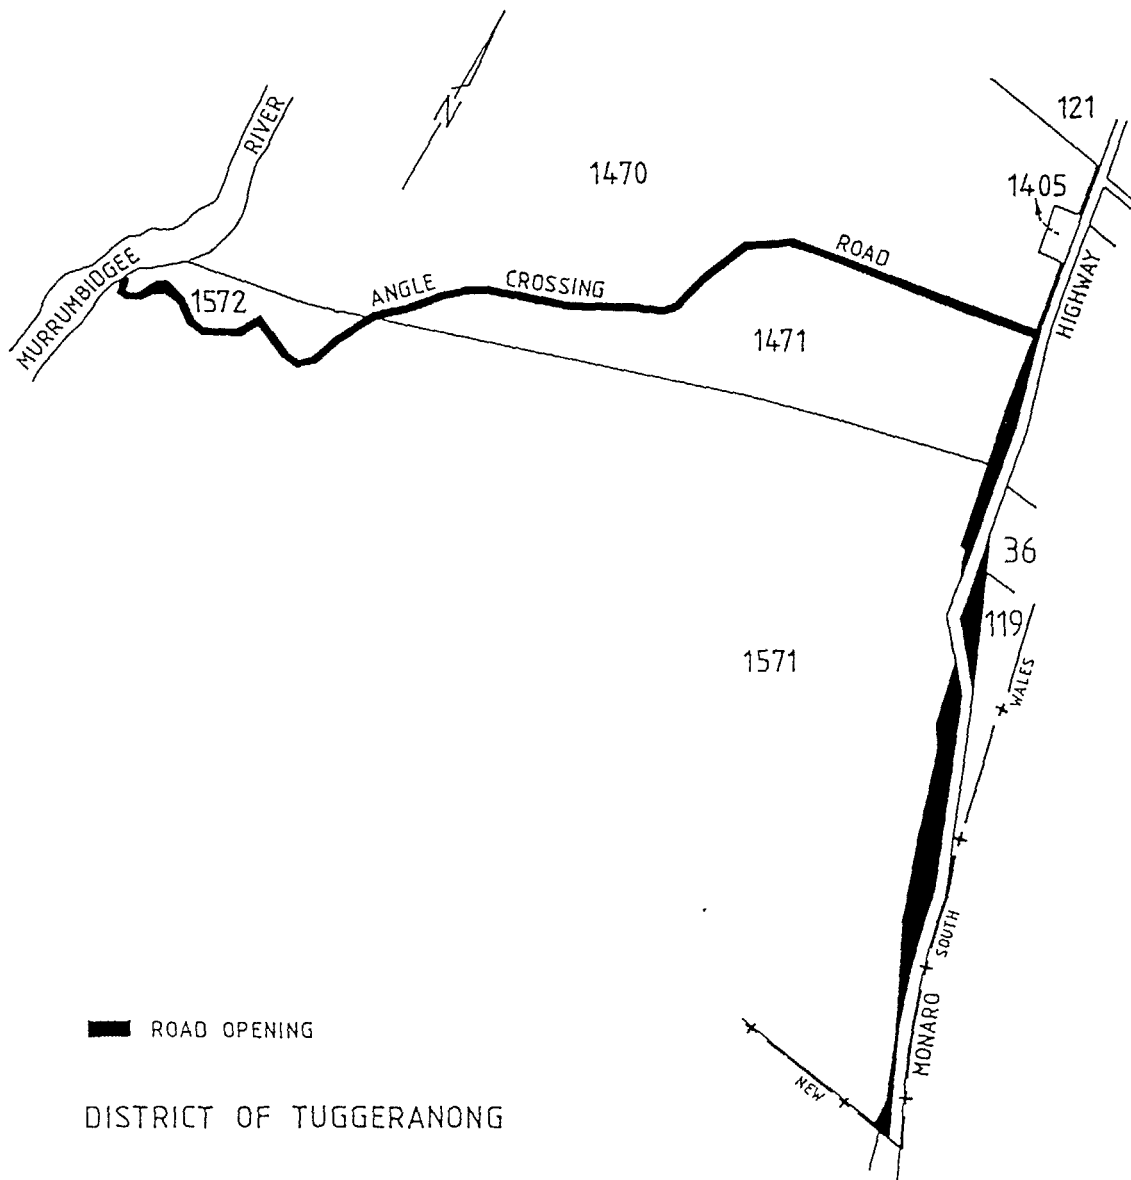 N
121
RIVER
1470
1405
ROAD
MURRUMBIDGEE
1572
ANGLE CROSSING
HIGHWAY
1471
36
119
1571
WALES
SOUTH
MONARO
ROAD OPENING
NEW
DISTRICT OF TUGGERANONG